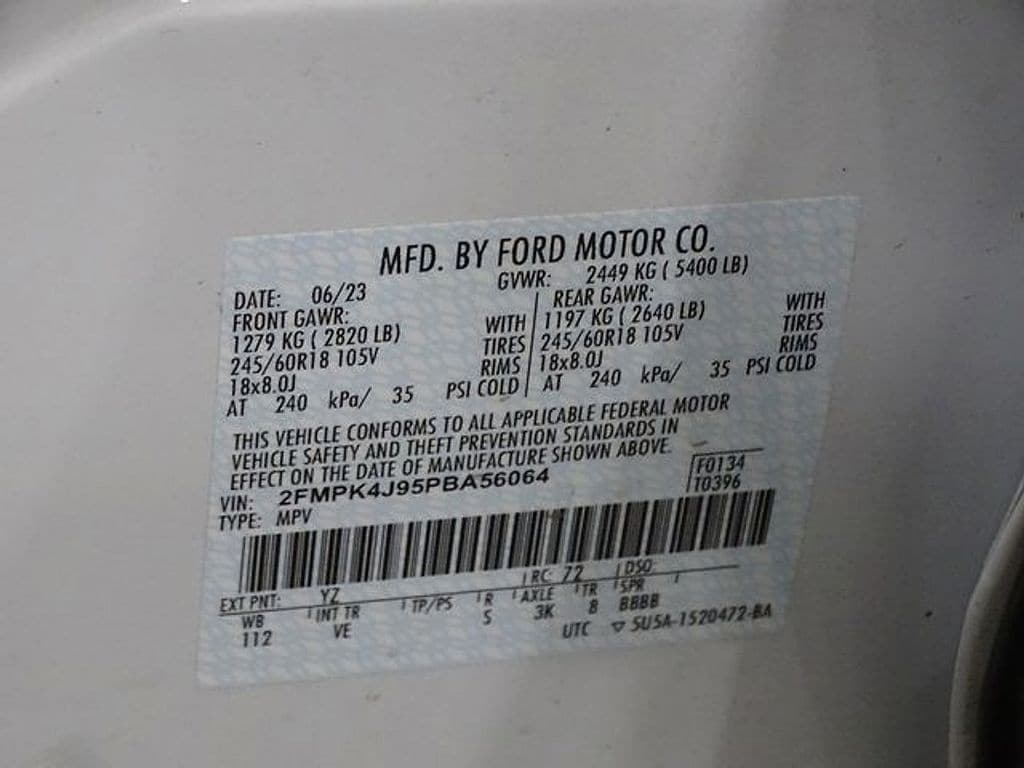 MFD. BY FORD MOTOR CO.
DATE: 06/23 GVWR: 2449 KG ( 5400 LB)
FRONT GAWR: REAR GAWR:
1279 KG ( 2820 LB) WITH 1197 KG ( 2640 LB) WITH
245/60R18 105V TIRES 245/60R18 105V TIRES
18x8.0J RIMS 18x8.0J RIMS
AT 240 kPa/ 35 PSI COLD AT 240 kPa/ 35 PSI COLD
THIS VEHICLE CONFORMS TO ALL APPLICABLE FEDERAL MOTOR
VEHICLE SAFETY AND THEFT PREVENTION STANDARDS IN
EFFECT ON THE DATE OF MANUFACTURE SHOWN ABOVE.
VIN: 2FMPK4J95PBA56064 F0134
TYPE: MPV T0396
EXT PNT: YZ RC: 72 DSO:
WB INT TR TP/PS R AXLE TR SPR
112 VE S 3K 8 BBBB
UTC ▽ 5U5A-1520472-BA